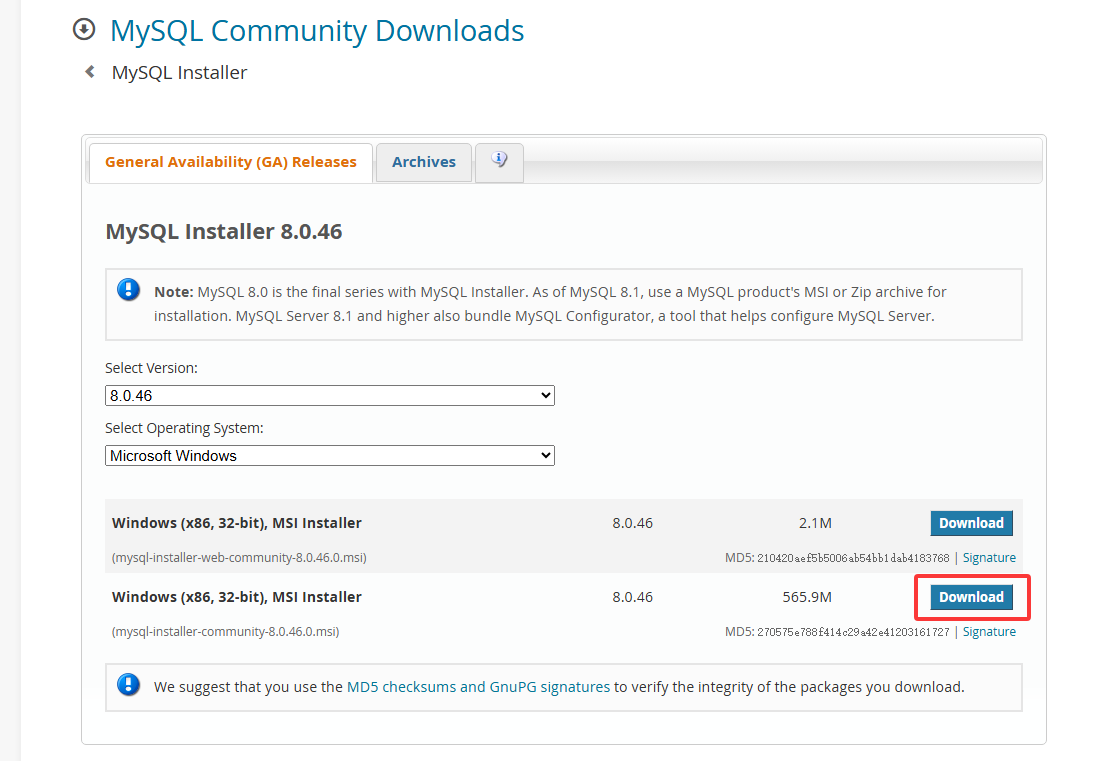 MySQL Community Downloads
MySQL Installer
General Availability (GA) Releases
Archives
MySQL Installer 8.0.46
Note: MySQL 8.0 is the final series with MySQL Installer. As of MySQL 8.1, use a MySQL product's MSI or Zip archive for
installation. MySQL Server 8.1 and higher also bundle MySQL Configurator, a tool that helps configure MySQL Server.
Select Version:
8.0.46
Select Operating System:
Microsoft Windows
Windows (x86, 32-bit), MSI Installer 8.0.46 2.1M Download
(mysql-installer-web-community-8.0.46.0.msi) MD5: 210420aef5b5006ab54bb1dab4183768 | Signature
Windows (x86, 32-bit), MSI Installer 8.0.46 565.9M Download
(mysql-installer-community-8.0.46.0.msi) MD5: 270575e788f414c29a42e41203161727 | Signature
We suggest that you use the MD5 checksums and GnuPG signatures to verify the integrity of the packages you download.